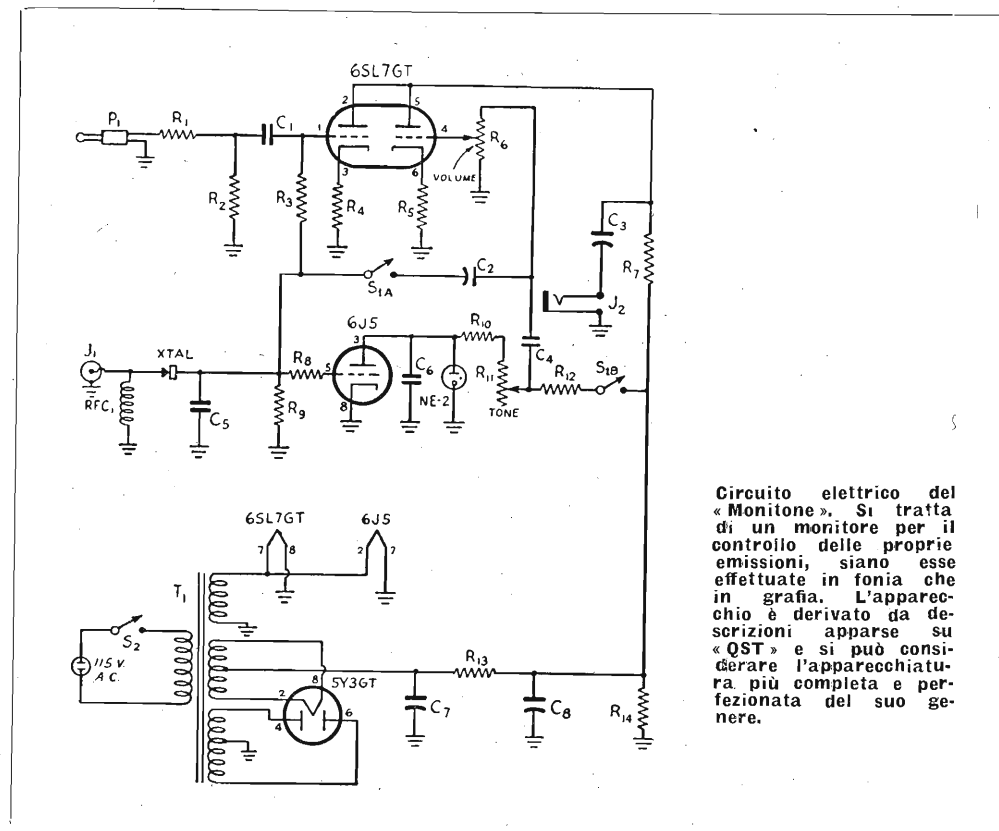 6SL7GT
2
5
P1
R1
C1
1
4
R6
VOLUME
3
6
R2
R3
R4
R5
C3
R7
S1A
C2
J2
6J5
3
R10
J1
XTAL
R8
5
C6
R11
C4
R12
S1B
NE-2
TONE
RFC1
C5
R9
8
6SL7GT
6J5
7
8
2
7
T1
S2
115 V.
A.C.
R13
8
5Y3GT
2
4
6
C7
C8
R14
Circuito elettrico del
« Monitone ». Si tratta
di un monitore per il
controllo delle proprie
emissioni, siano esse
effettuate in fonia che
in grafia. L'apparec-
chio è derivato da de-
scrizioni apparse su
« QST » e si può consi-
derare l'apparecchiatu-
ra più completa e per-
fezionata del suo ge-
nere.